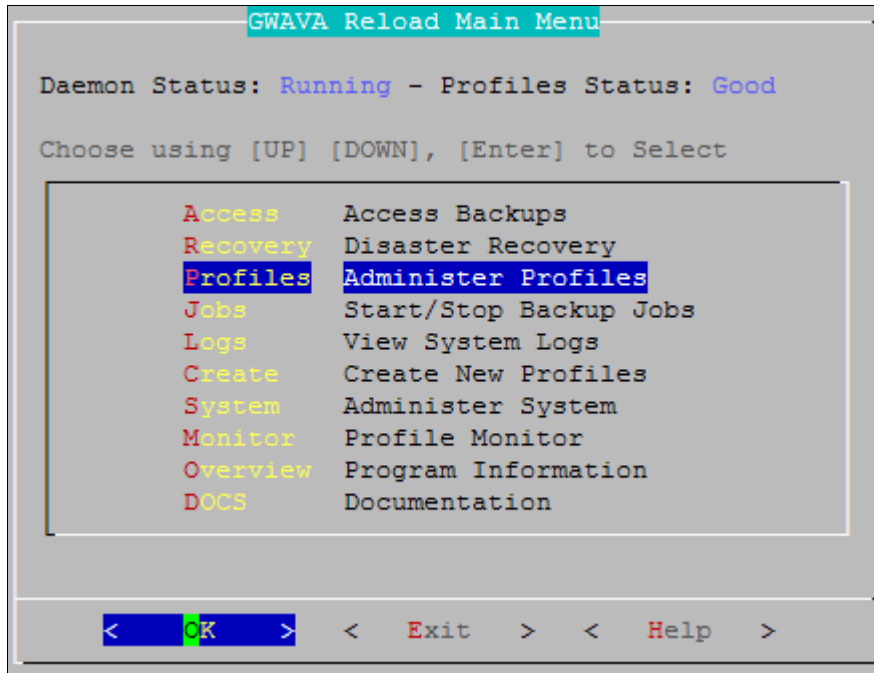 GWAVA Reload Main Menu
Daemon Status: Running - Profiles Status: Good
Choose using [UP] [DOWN], [Enter] to Select
Access Access Backups
Recovery Disaster Recovery
Profiles Administer Profiles
Jobs Start/Stop Backup Jobs
Logs View System Logs
Create Create New Profiles
System Administer System
Monitor Profile Monitor
Overview Program Information
DOCS Documentation
< OK > < Exit > < Help >